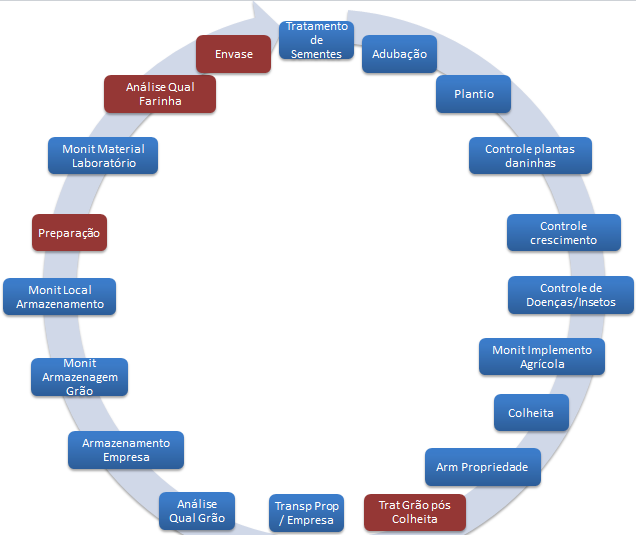 Tratamento
de
Sementes
Adubação
Plantio
Controle plantas
daninhas
Controle
crescimento
Controle de
Doenças/Insetos
Monit Implemento
Agrícola
Colheita
Arm Propriedade
Trat Grão pós
Colheita
Transp Prop
/ Empresa
Análise
Qual Grão
Armazenamento
Empresa
Monit
Armazenagem
Grão
Monit Local
Armazenamento
Preparação
Monit Material
Laboratório
Análise Qual
Farinha
Envase